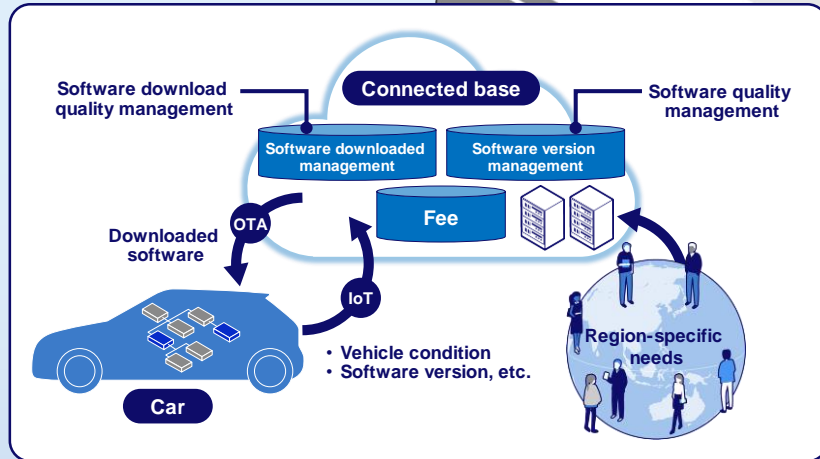 Connected base
Software download
quality management
Software quality
management
Software downloaded
management
Software version
management
Fee
OTA
Downloaded
software
IoT
• Vehicle condition
• Software version, etc.
Car
Region-specific
needs